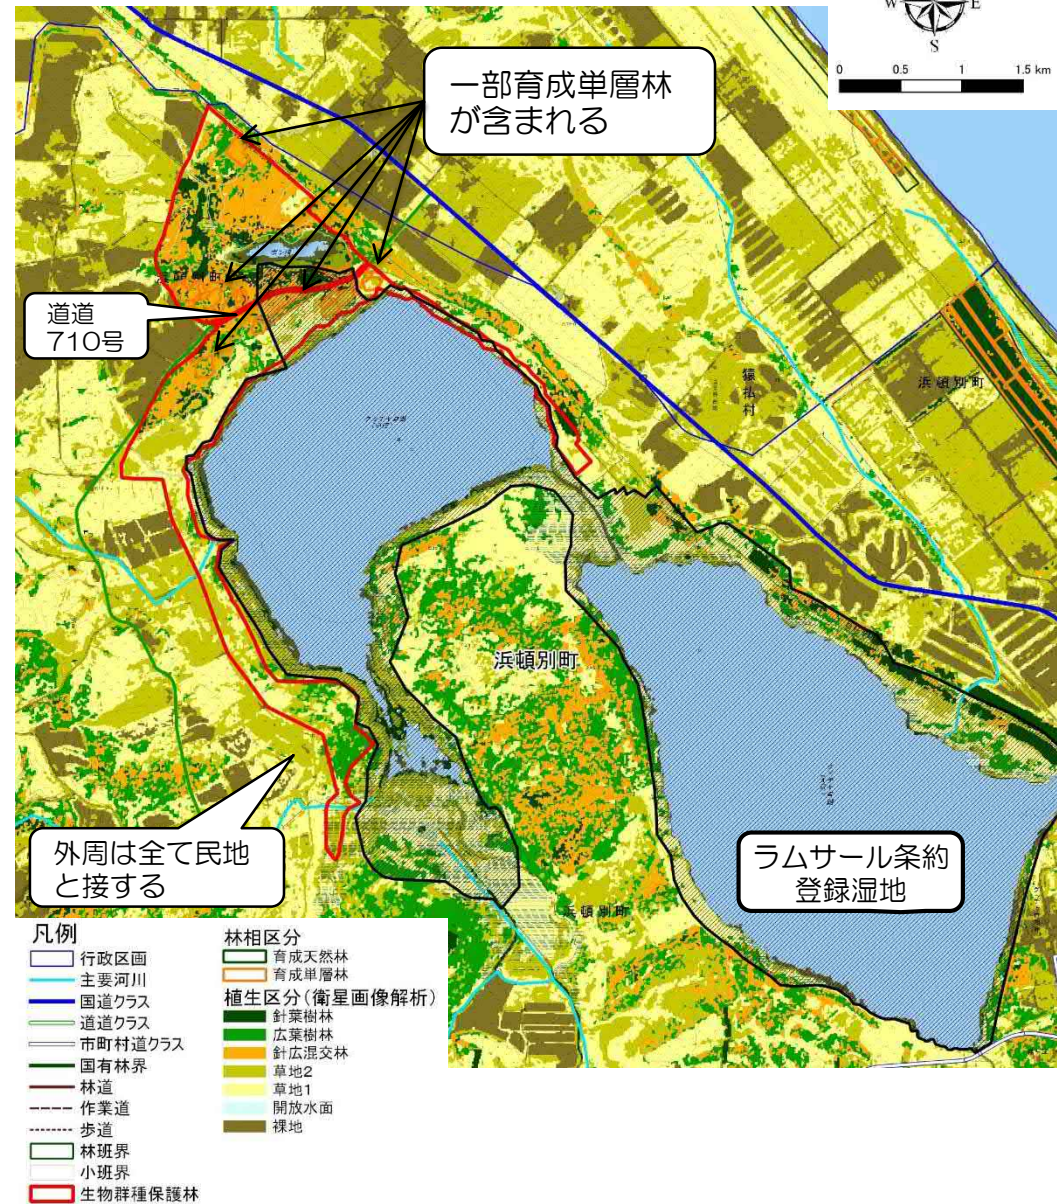 W E
S
0 0.5 1 1.5 km
一部育成単層林
が含まれる
道道
710号
猿払村
浜頓別町
浜頓別町
外周は全て民地
と接する
ラムサール条約
登録湿地
浜頓別町
凡例
行政区画
主要河川
国道クラス
道道クラス
市町村道クラス
国有林界
林道
作業道
歩道
林班界
小班界
生物群種保護林
林相区分
育成天然林
育成単層林
植生区分(衛星画像解析)
針葉樹林
広葉樹林
針広混交林
草地2
草地1
開放水面
裸地